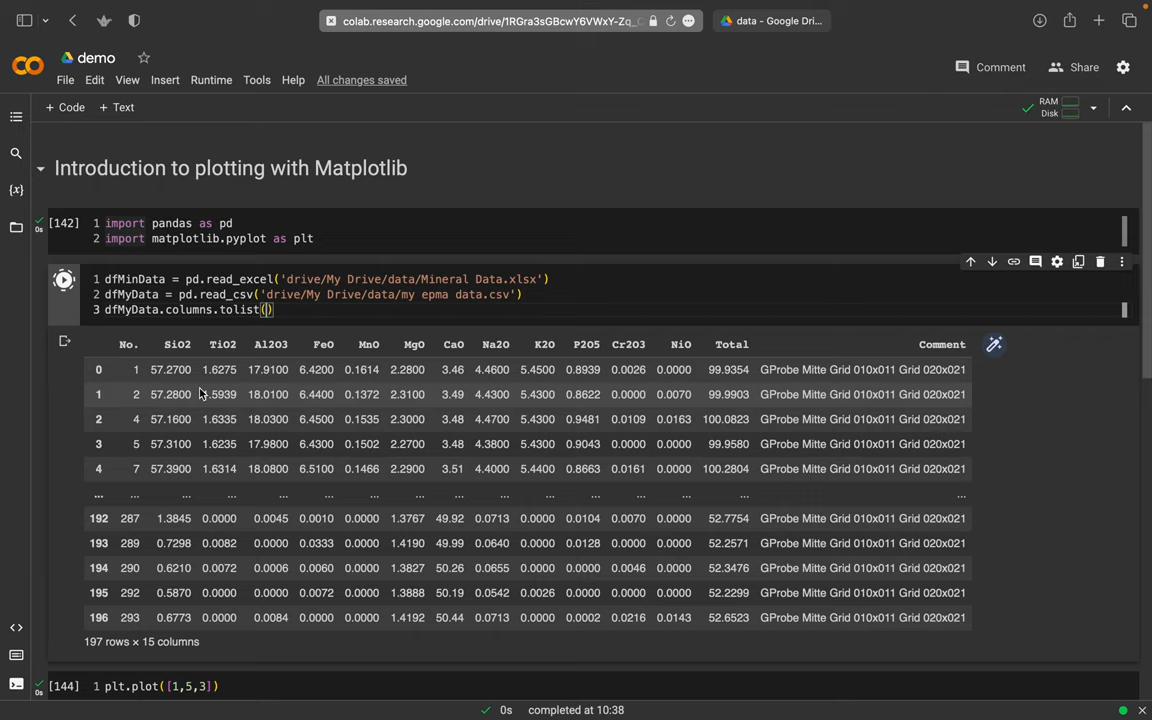 colab.research.google.com/drive/1RGra3sGBcwY6VWxY-Zq_C
data - Google Dri...
demo
File Edit View Insert Runtime Tools Help All changes saved
Comment Share
+ Code + Text
RAM
Disk
Introduction to plotting with Matplotlib
0s
[142]
1 import pandas as pd
2 import matplotlib.pyplot as plt
1 dfMinData = pd.read_excel('drive/My Drive/data/Mineral Data.xlsx')
2 dfMyData = pd.read_csv('drive/My Drive/data/my epma data.csv')
3 dfMyData.columns.tolist()
No. SiO2 TiO2 Al2O3 FeO MnO MgO CaO Na2O K2O P2O5 Cr2O3 NiO Total Comment
0 1 57.2700 1.6275 17.9100 6.4200 0.1614 2.2800 3.46 4.4600 5.4500 0.8939 0.0026 0.0000 99.9354 GProbe Mitte Grid 010x011 Grid 020x021
1 2 57.2800 .5939 18.0100 6.4400 0.1372 2.3100 3.49 4.4300 5.4300 0.8622 0.0000 0.0070 99.9903 GProbe Mitte Grid 010x011 Grid 020x021
2 4 57.1600 1.6335 18.0300 6.4500 0.1535 2.3000 3.48 4.4700 5.4300 0.9481 0.0109 0.0163 100.0823 GProbe Mitte Grid 010x011 Grid 020x021
3 5 57.3100 1.6235 17.9800 6.4300 0.1502 2.2700 3.48 4.3800 5.4300 0.9043 0.0000 0.0000 99.9580 GProbe Mitte Grid 010x011 Grid 020x021
4 7 57.3900 1.6314 18.0800 6.5100 0.1466 2.2900 3.51 4.4000 5.4400 0.8663 0.0161 0.0000 100.2804 GProbe Mitte Grid 010x011 Grid 020x021
... ... ... ... ... ... ... ... ... ... ... ... ... ... ... ...
192 287 1.3845 0.0000 0.0045 0.0010 0.0000 1.3767 49.92 0.0713 0.0000 0.0104 0.0070 0.0000 52.7754 GProbe Mitte Grid 010x011 Grid 020x021
193 289 0.7298 0.0082 0.0000 0.0333 0.0000 1.4190 49.99 0.0640 0.0000 0.0128 0.0000 0.0000 52.2571 GProbe Mitte Grid 010x011 Grid 020x021
194 290 0.6210 0.0072 0.0006 0.0060 0.0000 1.3827 50.26 0.0655 0.0000 0.0000 0.0046 0.0000 52.3476 GProbe Mitte Grid 010x011 Grid 020x021
195 292 0.5870 0.0000 0.0000 0.0072 0.0000 1.3888 50.19 0.0542 0.0026 0.0000 0.0000 0.0000 52.2299 GProbe Mitte Grid 010x011 Grid 020x021
196 293 0.6773 0.0000 0.0084 0.0000 0.0000 1.4192 50.44 0.0713 0.0000 0.0000 0.0216 0.0143 52.6523 GProbe Mitte Grid 010x011 Grid 020x021
197 rows × 15 columns
0s
[144]
1 plt.plot([1,5,3])
0s completed at 10:38